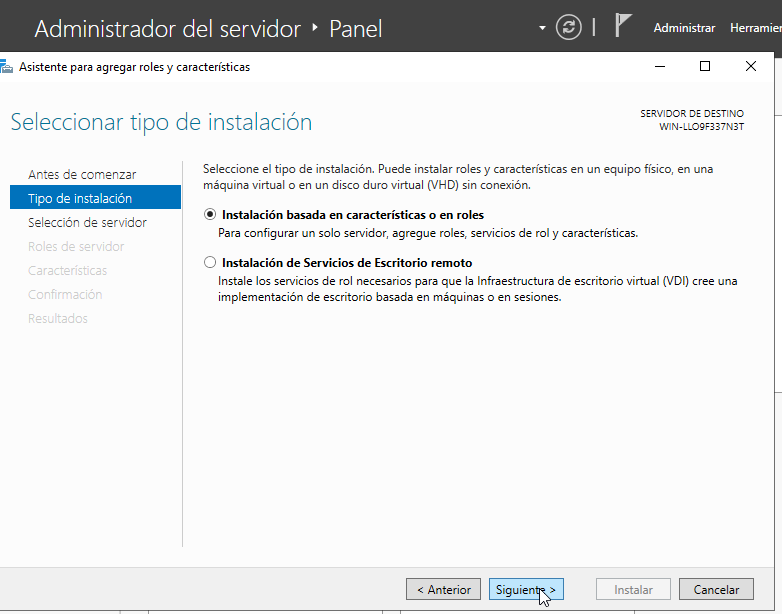 Administrador del servidor ‣ Panel
Administrar
Asistente para agregar roles y características
Seleccionar tipo de instalación
SERVIDOR DE DESTINO
WIN-LLO9F337N3T
Antes de comenzar
Tipo de instalación
Selección de servidor
Roles de servidor
Características
Confirmación
Resultados
Seleccione el tipo de instalación. Puede instalar roles y características en un equipo físico, en una
máquina virtual o en un disco duro virtual (VHD) sin conexión.
Instalación basada en características o en roles
Para configurar un solo servidor, agregue roles, servicios de rol y características.
Instalación de Servicios de Escritorio remoto
Instale los servicios de rol necesarios para que la Infraestructura de escritorio virtual (VDI) cree una
implementación de escritorio basada en máquinas o en sesiones.
< Anterior
Siguiente >
Instalar
Cancelar